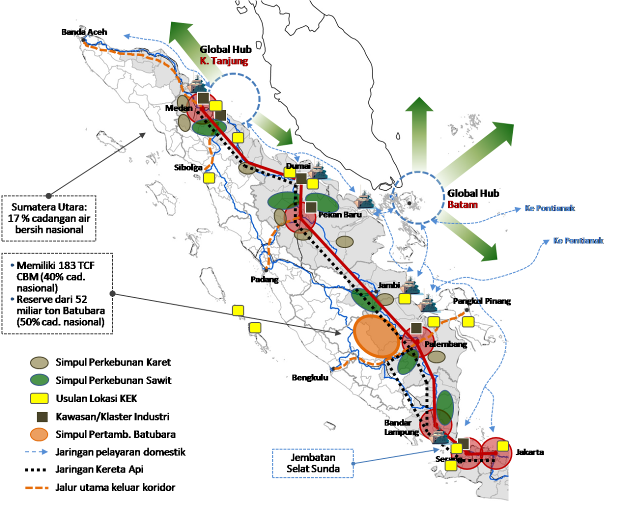 Banda Aceh
Global Hub
K. Tanjung
Medan
Sibolga
Dumai
Pekan Baru
Global Hub
Batam
Ke Pontianak
Ke Pontianak
Sumatera Utara:
17 % cadangan air
bersih nasional
• Memiliki 183 TCF
CBM (40% cad.
nasional)
• Reserve dari 52
miliar ton Batubara
(50% cad. nasional)
Padang
Jambi
Pangkal Pinang
Palembang
Bengkulu
Bandar
Lampung
Jakarta
Jembatan
Selat Sunda
Simpul Perkebunan Karet
Simpul Perkebunan Sawit
Usulan Lokasi KEK
Kawasan/Klaster Industri
Simpul Pertamb. Batubara
Jaringan pelayaran domestik
Jaringan Kereta Api
Jalur utama keluar koridor